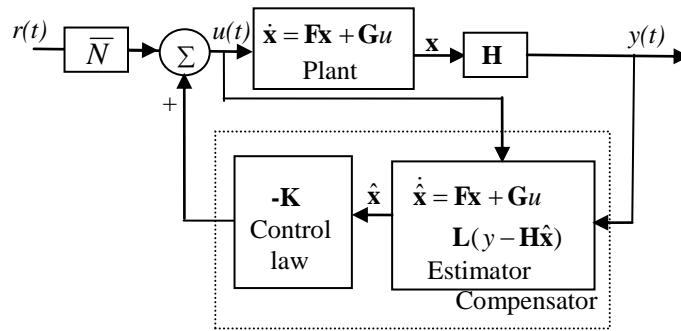 r(t)
N̅
Σ
u(t)
ẋ = Fx + Gu
Plant
x
H
y(t)
+
-K
Control
law
x̂
x̂̇ = Fx + Gu
L(y − Hx̂)
Estimator
Compensator